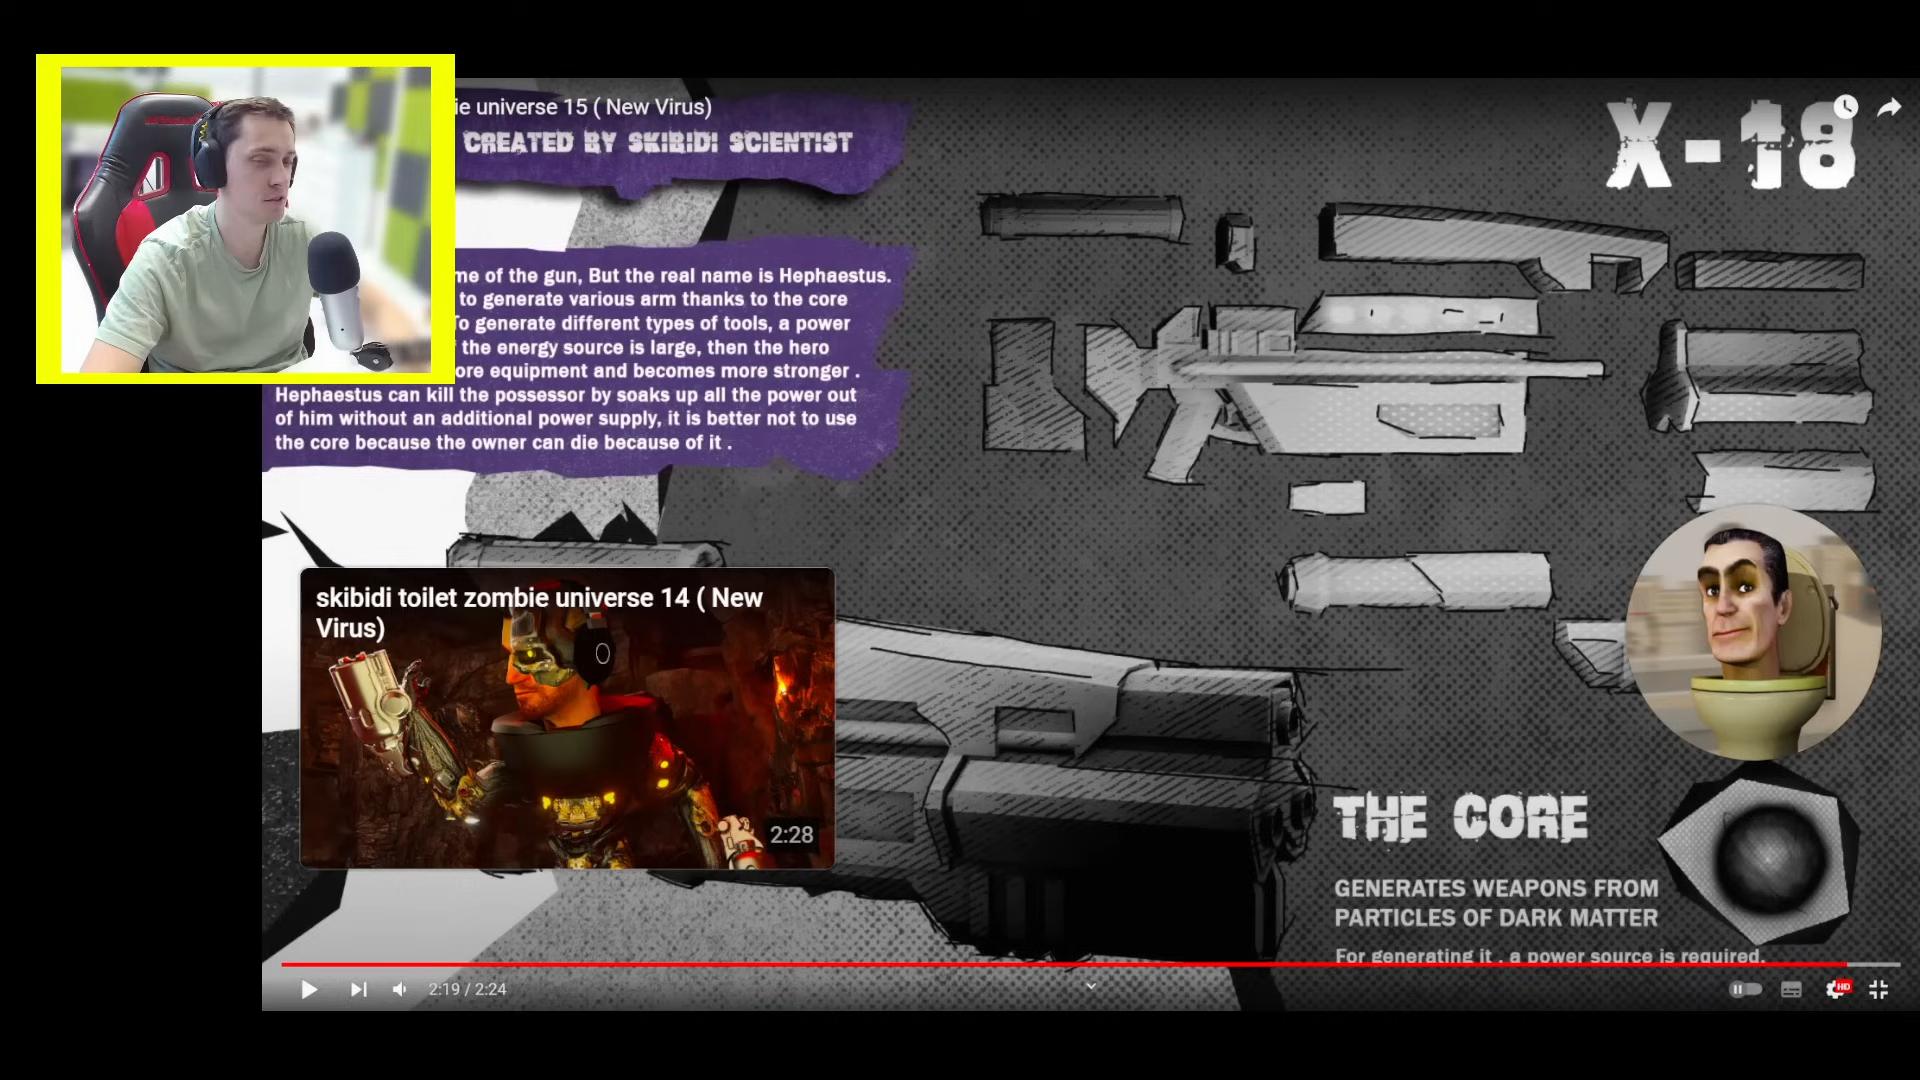 ie universe 15 ( New Virus)
CREATED BY SKIBIDI SCIENTIST
X-18
me of the gun, But the real name is Hephaestus.
to generate various arm thanks to the core
To generate different types of tools, a power
the energy source is large, then the hero
ore equipment and becomes more stronger .
Hephaestus can kill the possessor by soaks up all the power out
of him without an additional power supply, it is better not to use
the core because the owner can die because of it .
skibidi toilet zombie universe 14 ( New
Virus)
2:28
THE CORE
GENERATES WEAPONS FROM
PARTICLES OF DARK MATTER
For generating it , a power source is required.
2:19 / 2:24
HD